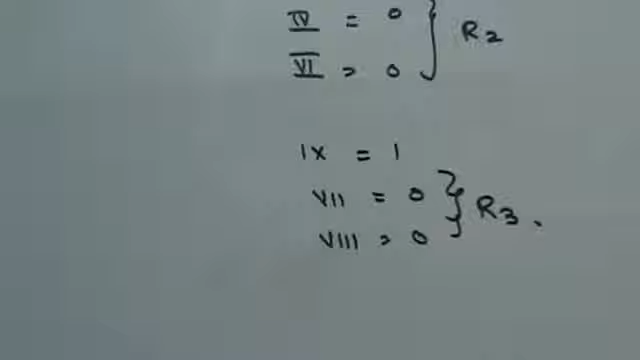 IV = 0
VI = 0 } R2
IX = 1
VII = 0
VIII = 0 } R3.